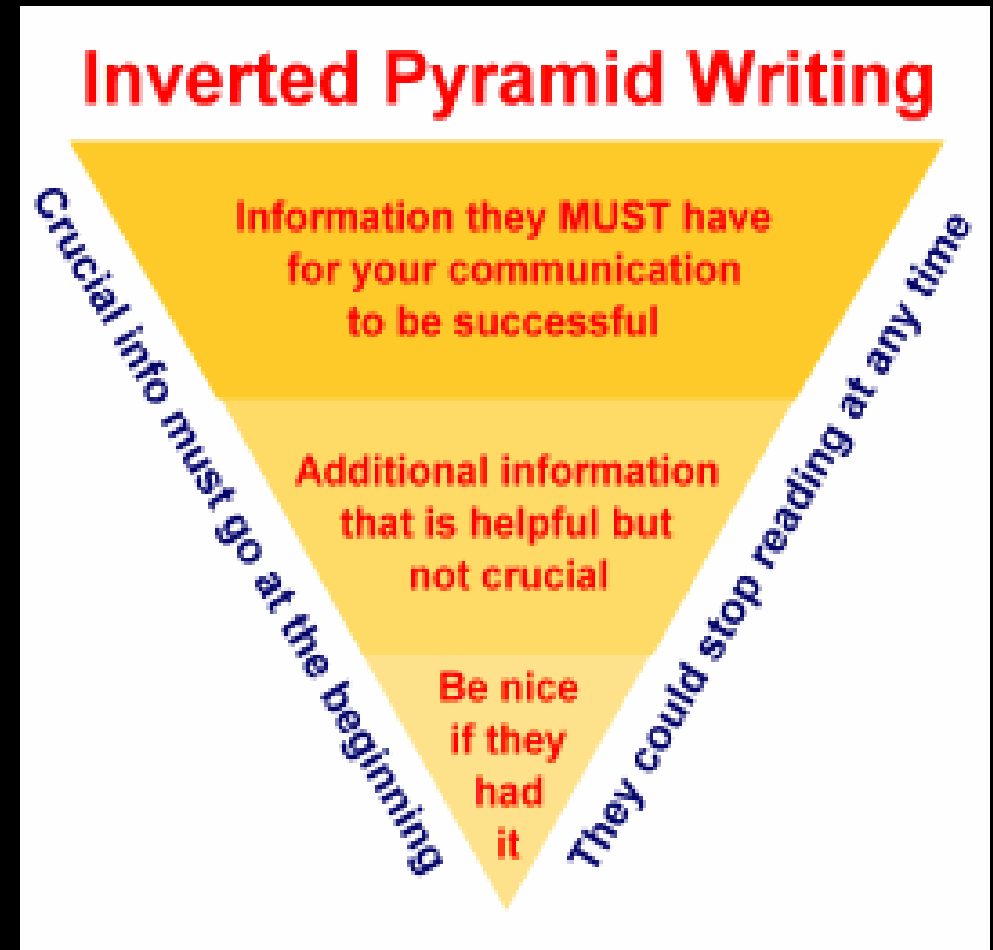 Inverted Pyramid Writing
Information they MUST have
for your communication
to be successful
Additional information
that is helpful but
not crucial
Be nice
if they
had
it
Crucial info must go at the beginning
They could stop reading at any time